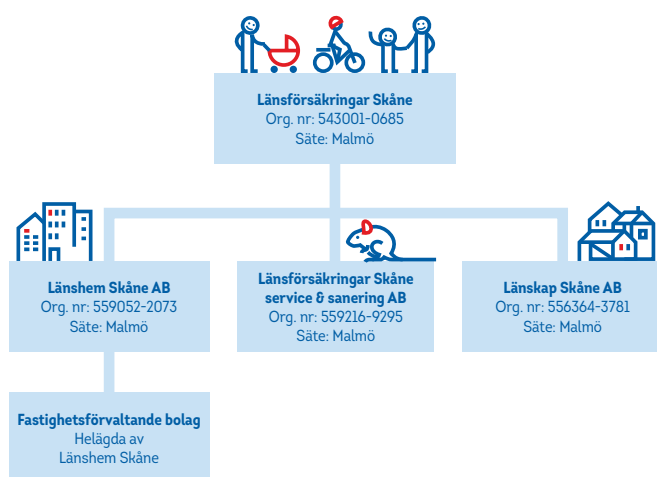 Länsförsäkringar Skåne
Org. nr: 543001-0685
Säte: Malmö
Länshem Skåne AB
Org. nr: 559052-2073
Säte: Malmö
Länsförsäkringar Skåne
service & sanering AB
Org. nr: 559216-9295
Säte: Malmö
Länskap Skåne AB
Org. nr: 556364-3781
Säte: Malmö
Fastighetsförvaltande bolag
Helägda av
Länshem Skåne